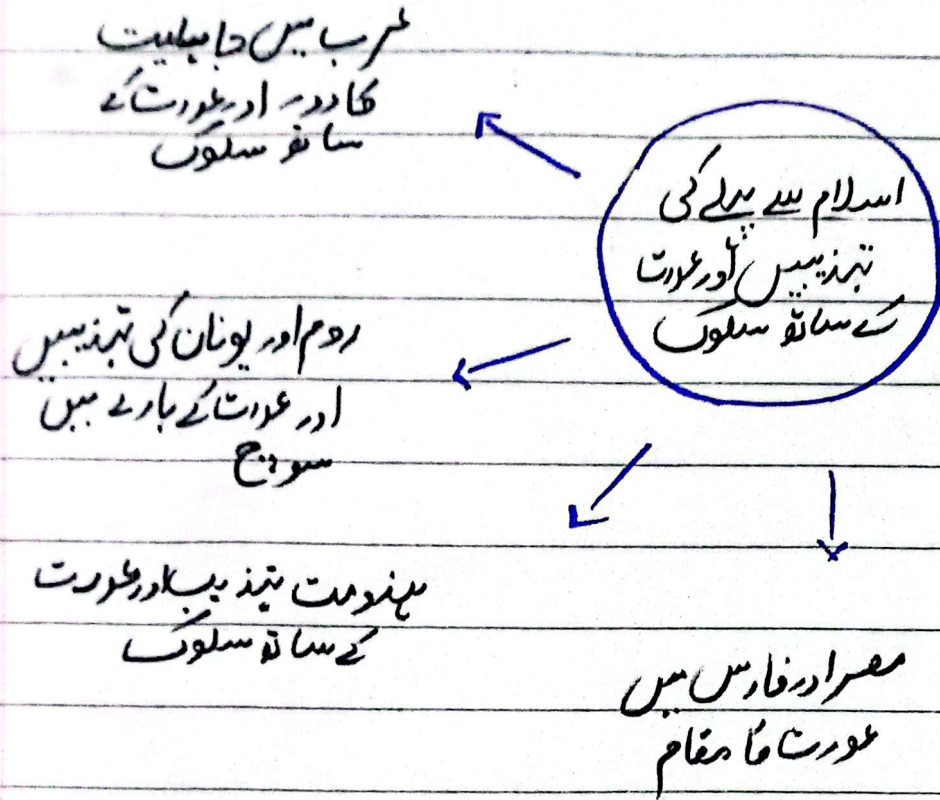 اسلام سے پہلے کی
تہذیبیں اور عورت
کے ساتھ سلوک
عرب میں جاہلیت
کا دور اور عورت کے
ساتھ سلوک
روم اور یونان کی تہذیبیں
اور عورت کے بارے میں
سوچ
ہندومت تہذیب اور عورت
کے ساتھ سلوک
مصر اور فارس میں
عورت کا مقام